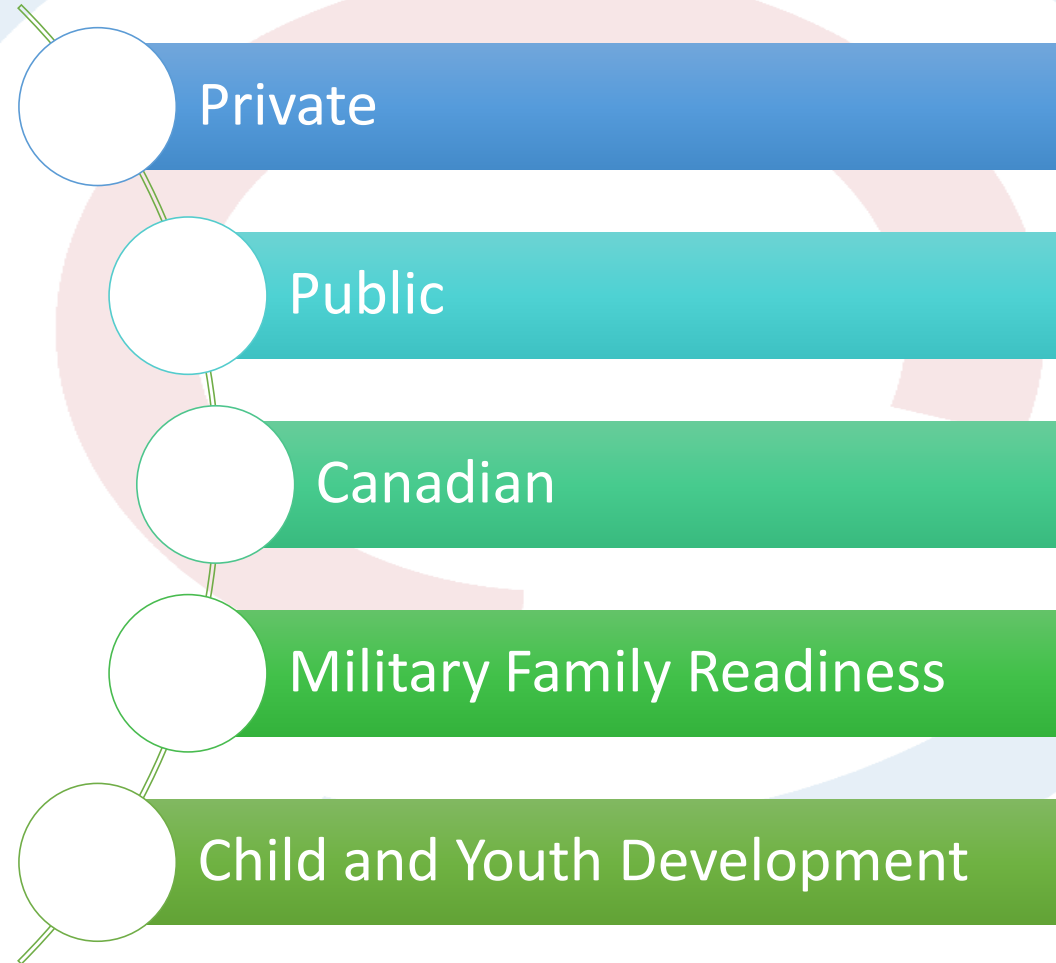 Private
Public
Canadian
Military Family Readiness
Child and Youth Development